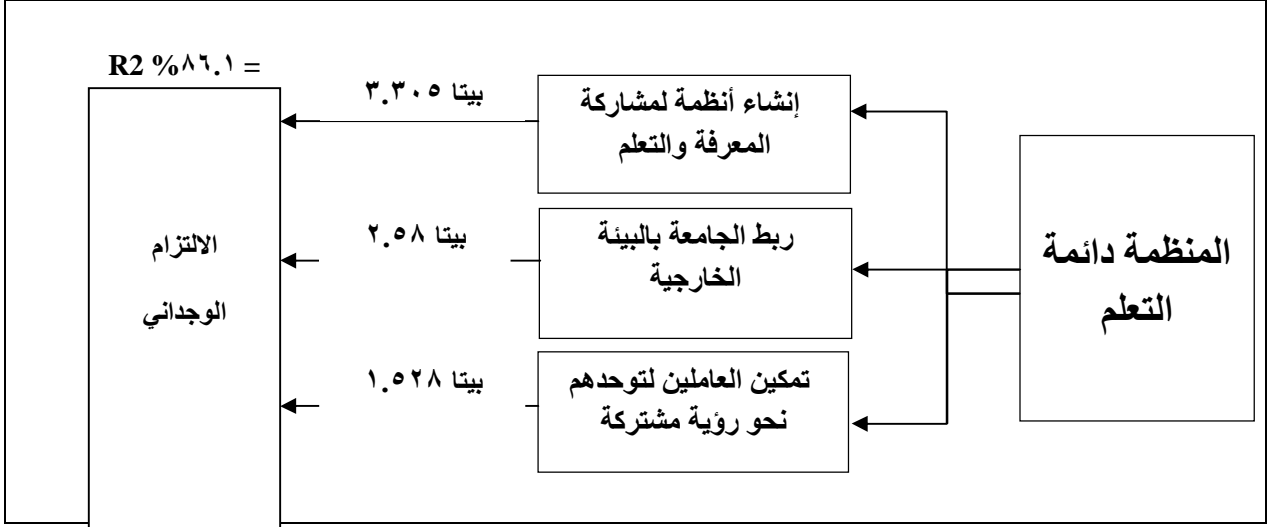 R2 %٨٦.١ =
المنظمة دائمة
التعلم
إنشاء أنظمة لمشاركة
المعرفة والتعلم
بيتا ٣.٣٠٥
ربط الجامعة بالبيئة
الخارجية
بيتا ٢.٥٨
تمكين العاملين لتوحدهم
نحو رؤية مشتركة
بيتا ١.٥٢٨
الالتزام
الوجداني